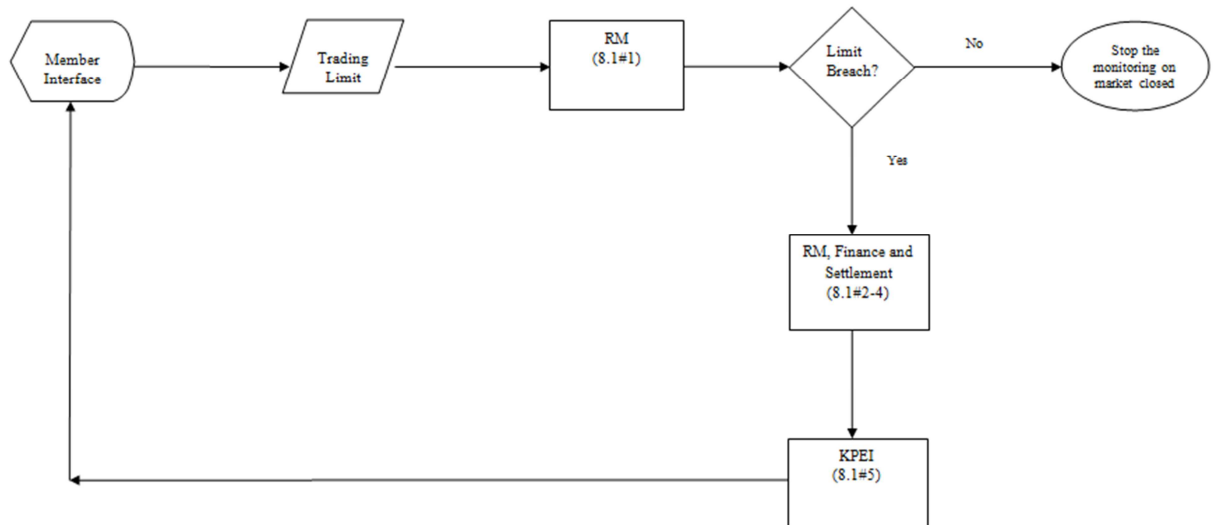 Member
Interface
Trading
Limit
RM
(8.1#1)
Limit
Breach?
No
Stop the
monitoring on
market closed
Yes
RM, Finance and
Settlement
(8.1#2-4)
KPEI
(8.1#5)